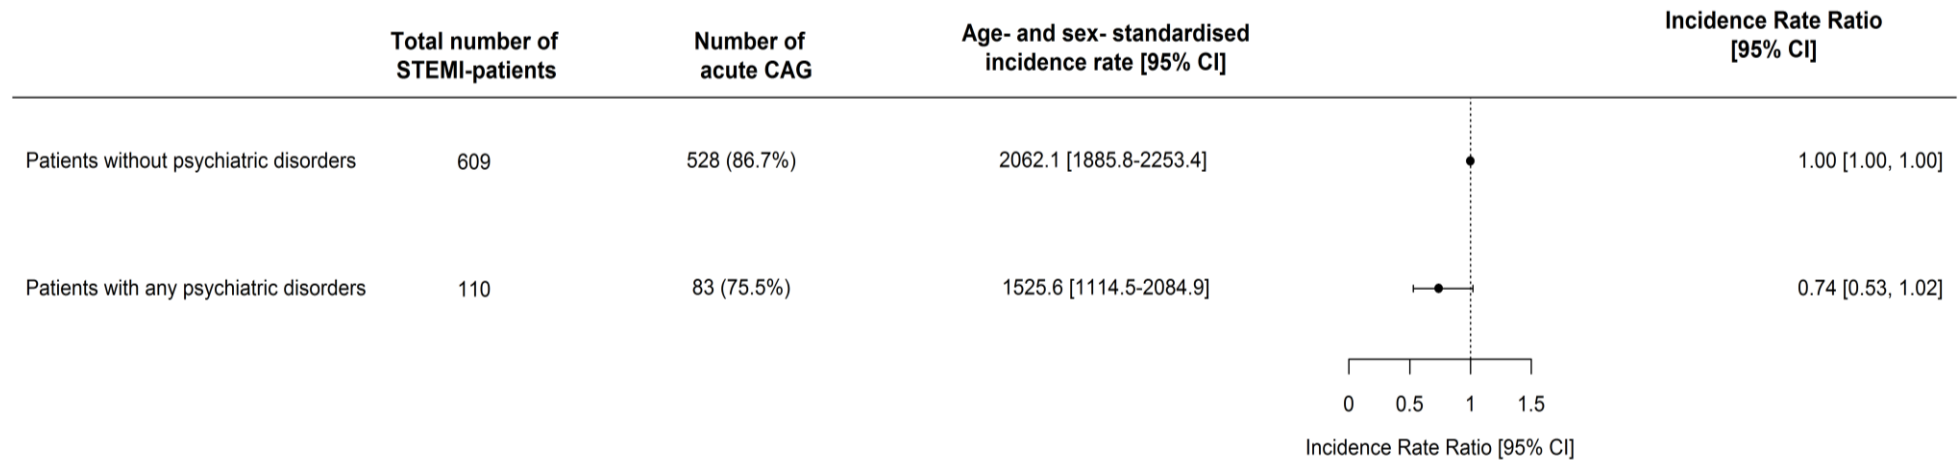 Total number of
STEMI-patients
Number of
acute CAG
Age- and sex- standardised
incidence rate [95% CI]
Incidence Rate Ratio
[95% CI]
Patients without psychiatric disorders 609 528 (86.7%) 2062.1 [1885.8-2253.4] 1.00 [1.00, 1.00]
Patients with any psychiatric disorders 110 83 (75.5%) 1525.6 [1114.5-2084.9] 0.74 [0.53, 1.02]
0 0.5 1 1.5
Incidence Rate Ratio [95% CI]